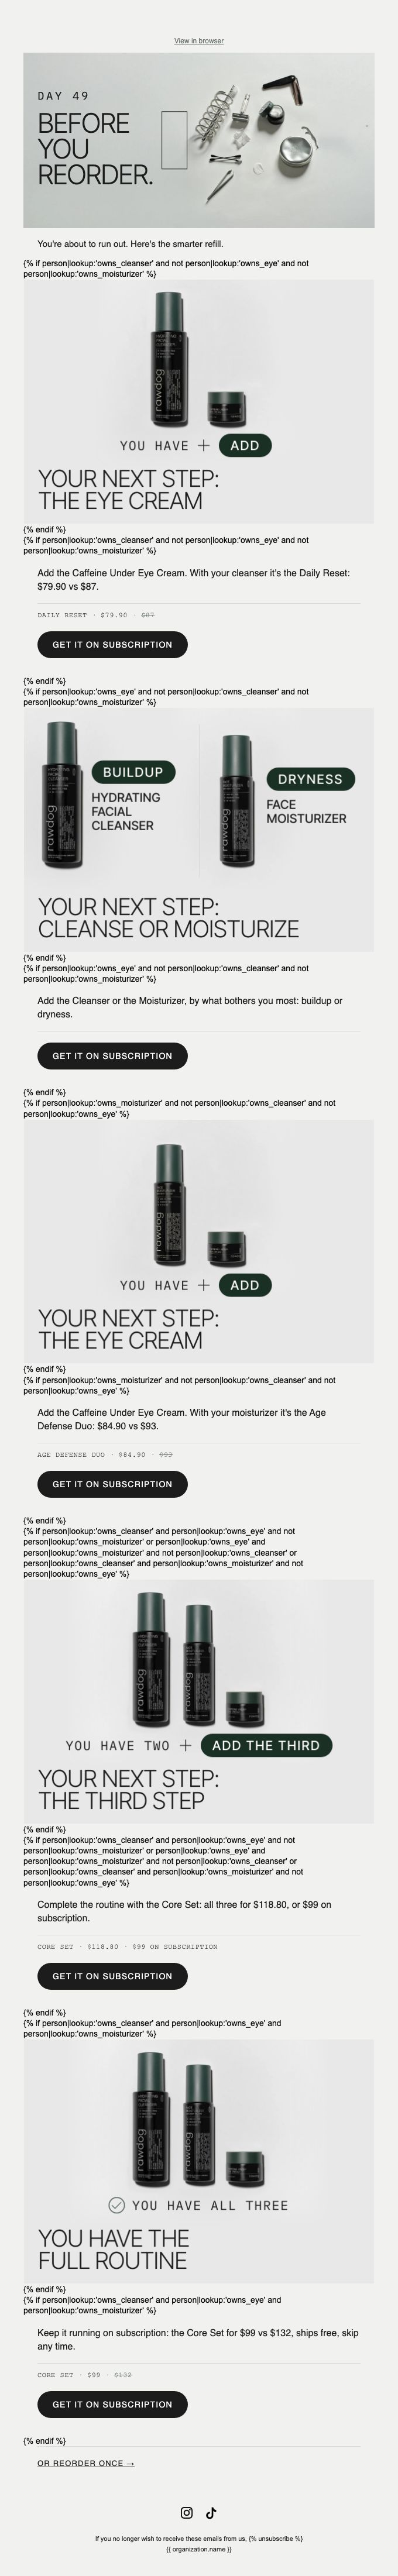 View in browser
DAY 49
BEFORE
YOU
REORDER.
You're about to run out. Here's the smarter refill.
{% if person|lookup:'owns_cleanser' and not person|lookup:'owns_eye' and not
person|lookup:'owns_moisturizer' %}
rawdog
YOU HAVE + ADD
YOUR NEXT STEP:
THE EYE CREAM
{% endif %}
{% if person|lookup:'owns_cleanser' and not person|lookup:'owns_eye' and not
person|lookup:'owns_moisturizer' %}
Add the Caffeine Under Eye Cream. With your cleanser it's the Daily Reset:
$79.90 vs $87.
DAILY RESET · $79.90 · $87
GET IT ON SUBSCRIPTION
{% endif %}
{% if person|lookup:'owns_eye' and not person|lookup:'owns_cleanser' and not
person|lookup:'owns_moisturizer' %}
rawdog
BUILDUP
HYDRATING
FACIAL
CLEANSER
rawdog
DRYNESS
FACE
MOISTURIZER
YOUR NEXT STEP:
CLEANSE OR MOISTURIZE
{% endif %}
{% if person|lookup:'owns_eye' and not person|lookup:'owns_cleanser' and not
person|lookup:'owns_moisturizer' %}
Add the Cleanser or the Moisturizer, by what bothers you most: buildup or
dryness.
GET IT ON SUBSCRIPTION
{% endif %}
{% if person|lookup:'owns_moisturizer' and not person|lookup:'owns_cleanser' and not
person|lookup:'owns_eye' %}
rawdog
YOU HAVE + ADD
YOUR NEXT STEP:
THE EYE CREAM
{% endif %}
{% if person|lookup:'owns_moisturizer' and not person|lookup:'owns_cleanser' and not
person|lookup:'owns_eye' %}
Add the Caffeine Under Eye Cream. With your moisturizer it's the Age
Defense Duo: $84.90 vs $93.
AGE DEFENSE DUO · $84.90 · $93
GET IT ON SUBSCRIPTION
{% endif %}
{% if person|lookup:'owns_cleanser' and person|lookup:'owns_eye' and not
person|lookup:'owns_moisturizer' or person|lookup:'owns_eye' and
person|lookup:'owns_moisturizer' and not person|lookup:'owns_cleanser' or
person|lookup:'owns_cleanser' and person|lookup:'owns_moisturizer' and not
person|lookup:'owns_eye' %}
rawdog
rawdog
YOU HAVE TWO + ADD THE THIRD
YOUR NEXT STEP:
THE THIRD STEP
{% endif %}
{% if person|lookup:'owns_cleanser' and person|lookup:'owns_eye' and not
person|lookup:'owns_moisturizer' or person|lookup:'owns_eye' and
person|lookup:'owns_moisturizer' and not person|lookup:'owns_cleanser' or
person|lookup:'owns_cleanser' and person|lookup:'owns_moisturizer' and not
person|lookup:'owns_eye' %}
Complete the routine with the Core Set: all three for $118.80, or $99 on
subscription.
CORE SET · $118.80 · $99 ON SUBSCRIPTION
GET IT ON SUBSCRIPTION
{% endif %}
{% if person|lookup:'owns_cleanser' and person|lookup:'owns_eye' and
person|lookup:'owns_moisturizer' %}
rawdog
rawdog
YOU HAVE ALL THREE
YOU HAVE THE
FULL ROUTINE
{% endif %}
{% if person|lookup:'owns_cleanser' and person|lookup:'owns_eye' and
person|lookup:'owns_moisturizer' %}
Keep it running on subscription: the Core Set for $99 vs $132, ships free, skip
any time.
CORE SET · $99 · $132
GET IT ON SUBSCRIPTION
{% endif %}
OR REORDER ONCE →
If you no longer wish to receive these emails from us, {% unsubscribe %}
{{ organization.name }}